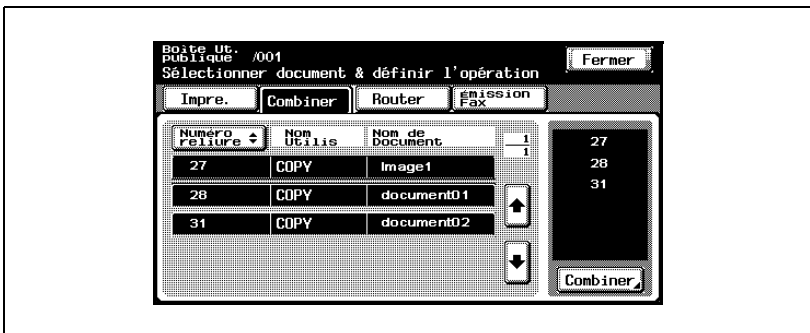 Boîte Ut.
publique /001
Fermer
Sélectionner document & définir l'opération
Impre. Combiner Router Émission
Fax
Numéro
reliure Nom
Utilis Nom de
Document 1
1
27 COPY Image1
28 COPY document01
31 COPY document02
27
28
31
Combiner